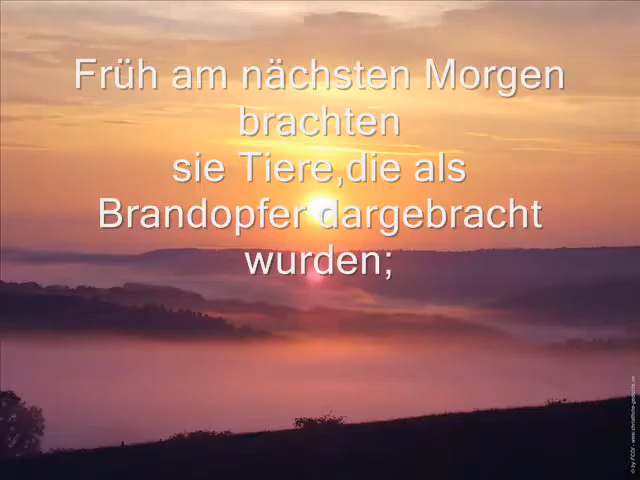 Früh am nächsten Morgen
brachten
sie Tiere,die als
Brandopfer dargebracht
wurden;